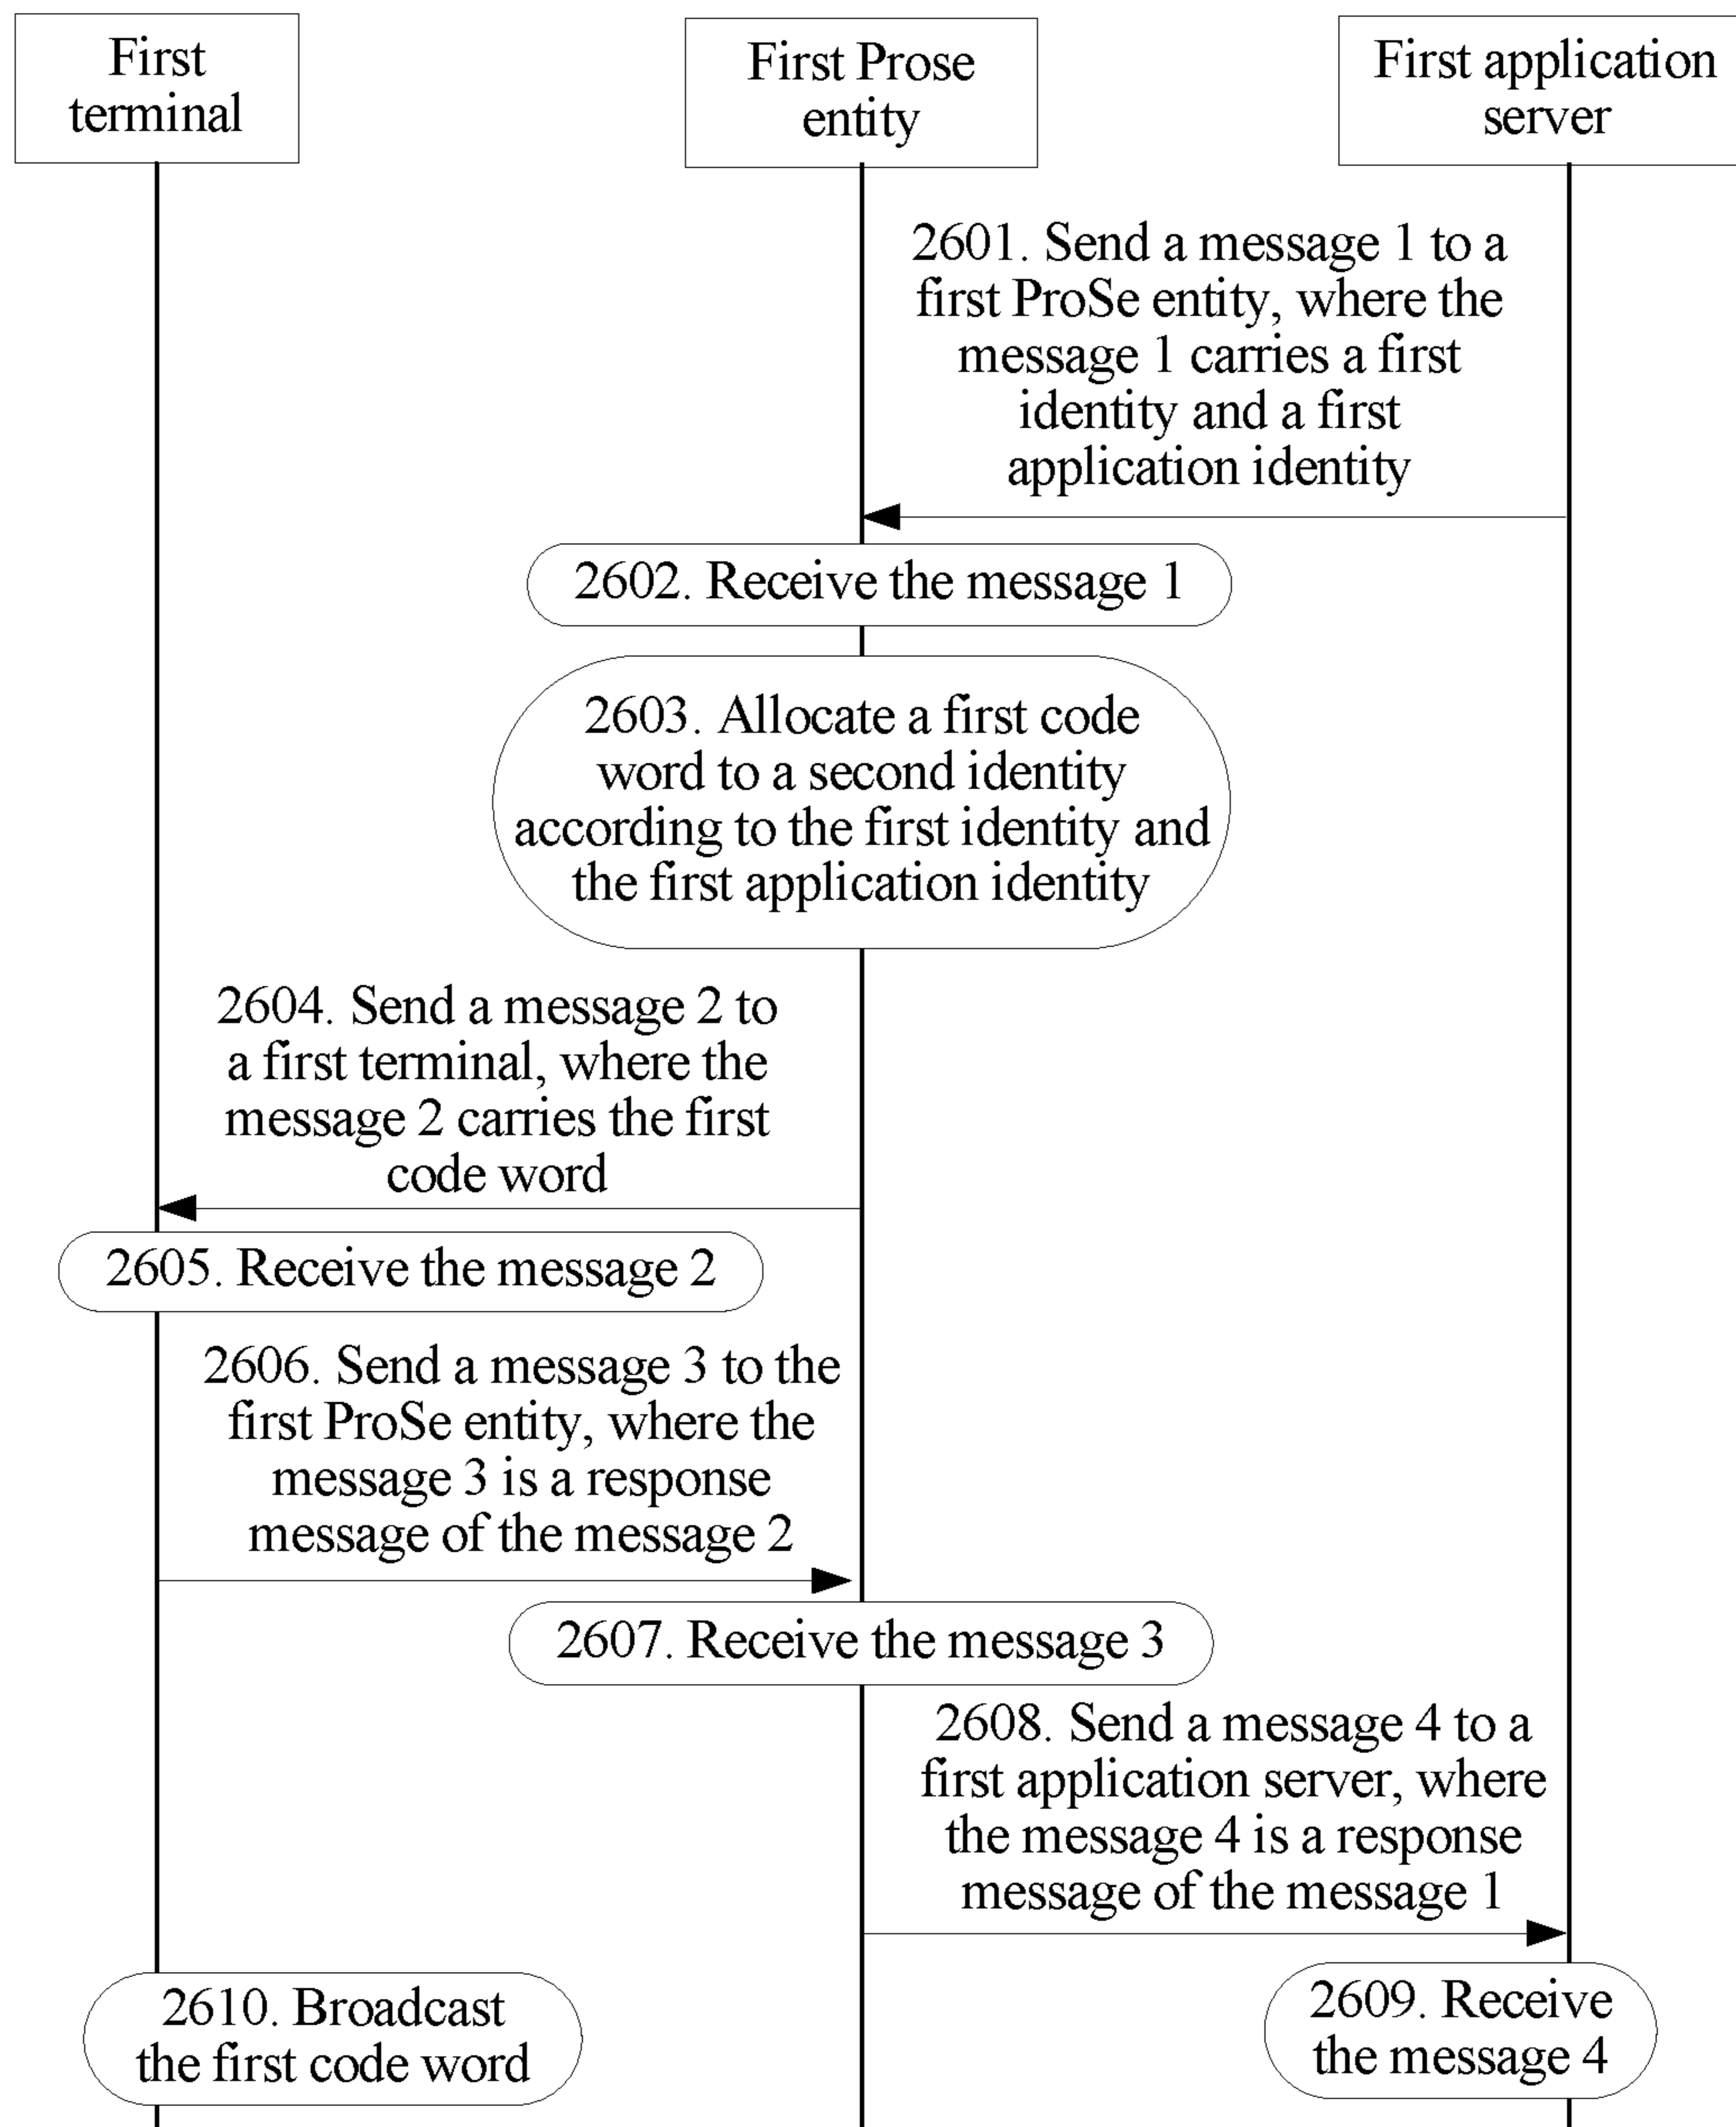 First
terminal
First Prose
entity
First application
server
2601. Send a message 1 to a
first ProSe entity, where the
message 1 carries a first
identity and a first
application identity
2602. Receive the message 1
2603. Allocate a first code
word to a second identity
according to the first identity and
the first application identity
2604. Send a message 2 to
a first terminal, where the
message 2 carries the first
code word
2605. Receive the message 2
2606. Send a message 3 to the
first ProSe entity, where the
message 3 is a response
message of the message 2
2607. Receive the message 3
2608. Send a message 4 to a
first application server, where
the message 4 is a response
message of the message 1
2609. Receive
the message 4
2610. Broadcast
the first code word